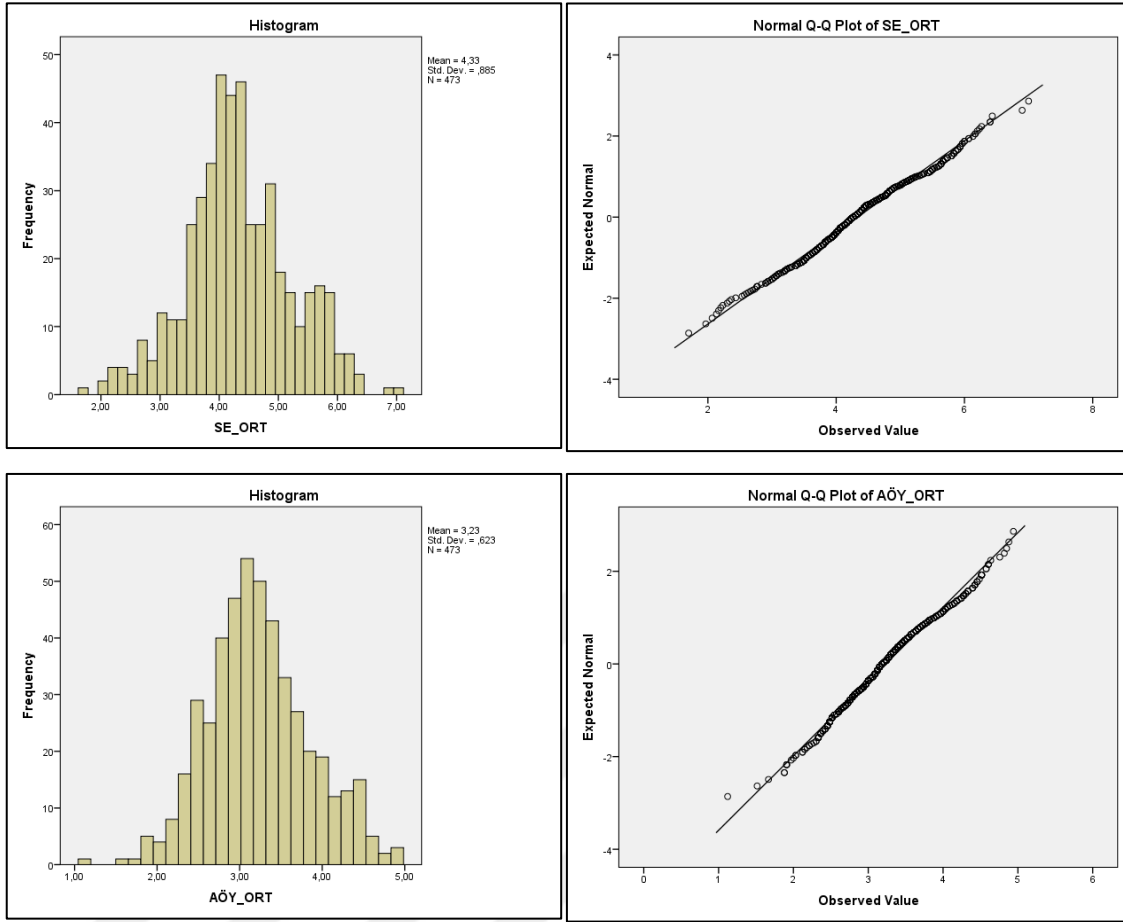 Histogram
Mean = 4,33
Std. Dev. = ,885
N = 473
Frequency
50
40
30
20
10
0
2,00 3,00 4,00 5,00 6,00 7,00
SE_ORT
Normal Q-Q Plot of SE_ORT
Expected Normal
4
2
0
-2
-4
2 4 6 8
Observed Value
Histogram
Mean = 3,23
Std. Dev. = ,623
N = 473
Frequency
60
50
40
30
20
10
0
1,00 2,00 3,00 4,00 5,00
AÖY_ORT
Normal Q-Q Plot of AÖY_ORT
Expected Normal
2
0
-2
-4
0 1 2 3 4 5 6
Observed Value